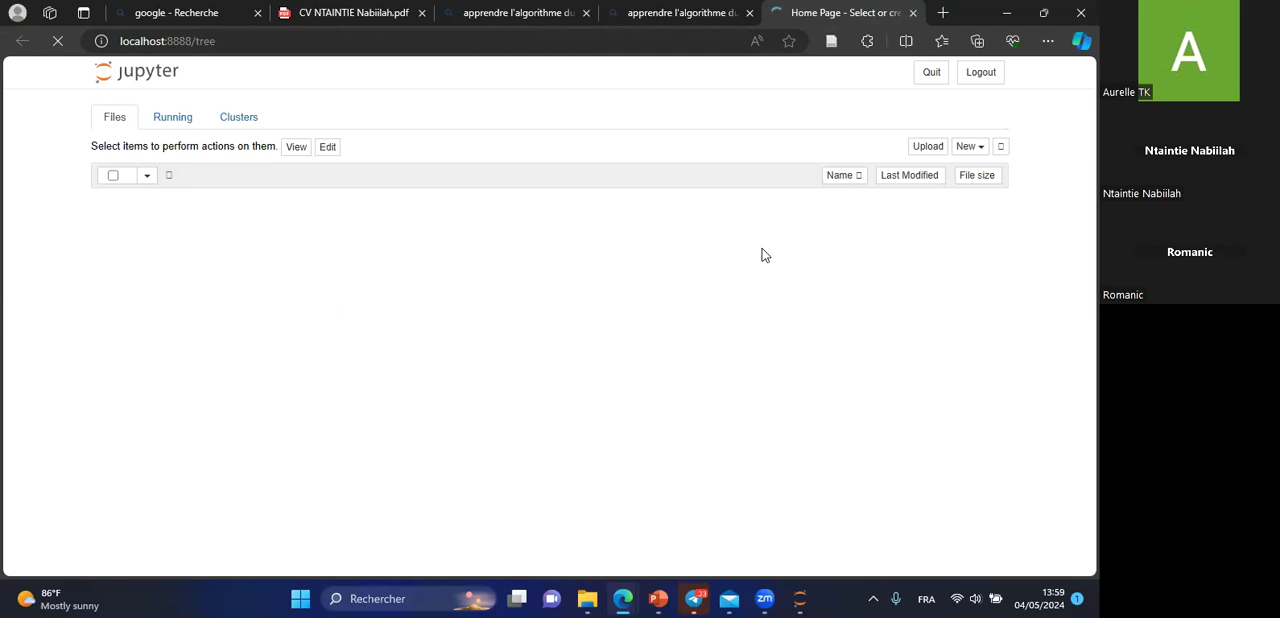 google - Recherche
CV NTAINTIE Nabiilah.pdf
apprendre l'algorithme du
apprendre l'algorithme du
Home Page - Select or cre
localhost:8888/tree
jupyter
Quit
Logout
Files
Running
Clusters
Select items to perform actions on them.
View
Edit
Upload
New
Name
Last Modified
File size
A
Aurelle TK
Ntaintie Nabiilah
Ntaintie Nabiilah
Romanic
Romanic
86°F
Mostly sunny
Rechercher
23
zm
FRA
13:59
04/05/2024
1